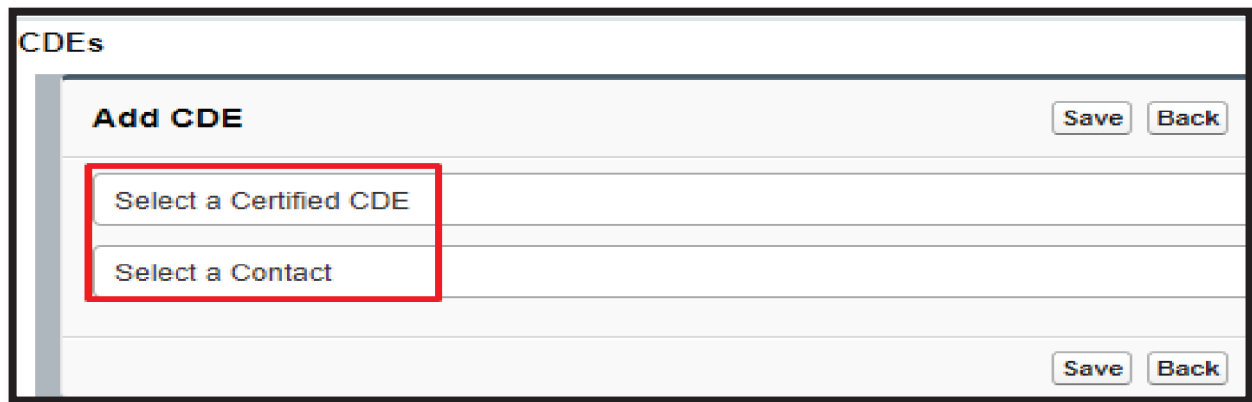 CDEs
Add CDE Save Back
Select a Certified CDE
Select a Contact
Save Back